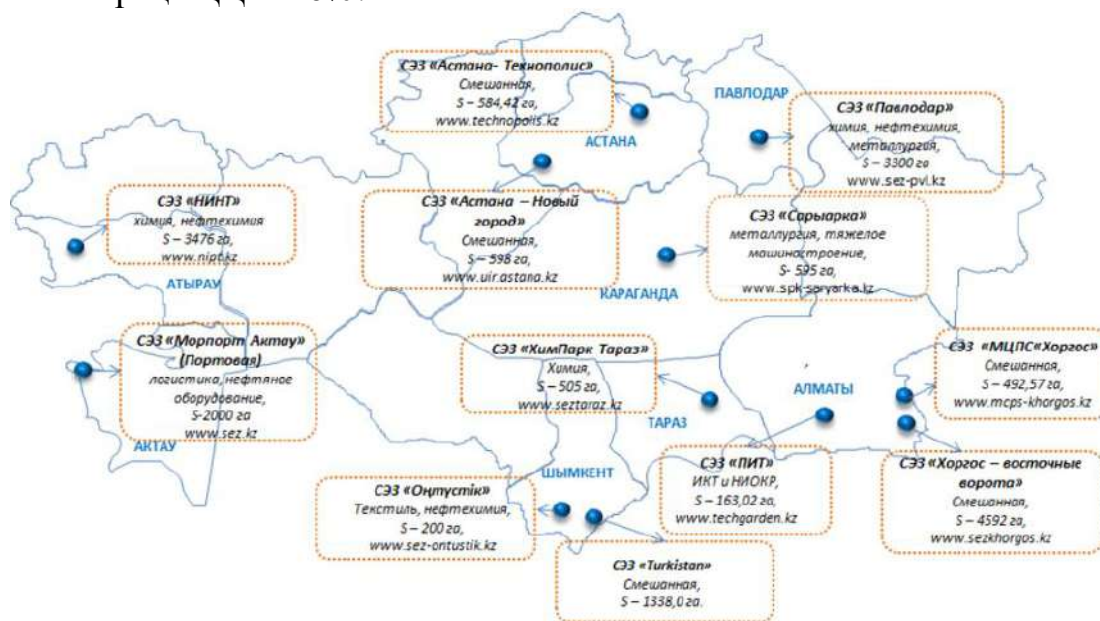 СЭЗ «Астана- Технополис»
Смешанная,
S – 584,42 га,
www.technopolis.kz
АСТАНА
ПАВЛОДАР
СЭЗ «Павлодар»
химия, нефтехимия,
металлургия,
S – 3300 га
www.sez-pvl.kz
СЭЗ «НИНТ»
химия, нефтехимия
S – 3476 га,
www.nipt.kz
АТЫРАУ
СЭЗ «Астана – Новый
город»
Смешанная,
S – 598 га,
www.uir.astana.kz
СЭЗ «Сарыарка»
металлургия, тяжелое
машиностроение,
S- 595 га,
www.spk-saryarka.kz
КАРАГАНДА
СЭЗ «Морпорт Актау»
(Портовая)
логистика, нефтяное
оборудование,
S-2000 га
www.sez.kz
АКТАУ
СЭЗ «ХимПарк Тараз»
Химия,
S – 505 га,
www.seztaraz.kz
ТАРАЗ
АЛМАТЫ
СЭЗ «МЦПС«Хоргос»
Смешанная,
S – 492,57 га,
www.mcps-khorgos.kz
ШЫМКЕНТ
СЭЗ «Оңтүстік»
Текстиль, нефтехимия,
S – 200 га,
www.sez-ontustik.kz
СЭЗ «ПИТ»
ИКТ и НИОКР,
S – 163,02 га,
www.techgarden.kz
СЭЗ «Хоргос – восточные
ворота»
Смешанная,
S – 4592 га,
www.sezkhorgos.kz
СЭЗ «Turkistan»
Смешанная,
S – 1338,0 га.